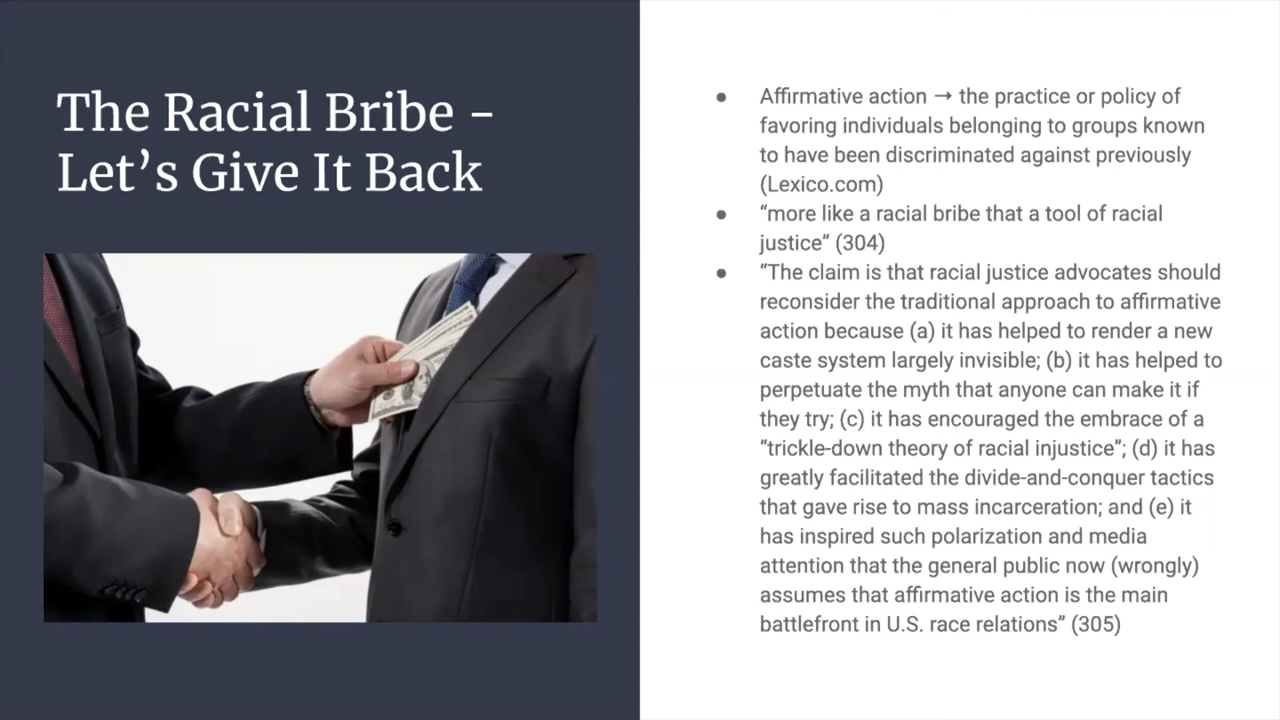 The Racial Bribe -
Let’s Give It Back
● Affirmative action → the practice or policy of
favoring individuals belonging to groups known
to have been discriminated against previously
(Lexico.com)
● “more like a racial bribe that a tool of racial
justice” (304)
● “The claim is that racial justice advocates should
reconsider the traditional approach to affirmative
action because (a) it has helped to render a new
caste system largely invisible; (b) it has helped to
perpetuate the myth that anyone can make it if
they try; (c) it has encouraged the embrace of a
“trickle-down theory of racial injustice”; (d) it has
greatly facilitated the divide-and-conquer tactics
that gave rise to mass incarceration; and (e) it
has inspired such polarization and media
attention that the general public now (wrongly)
assumes that affirmative action is the main
battlefront in U.S. race relations” (305)